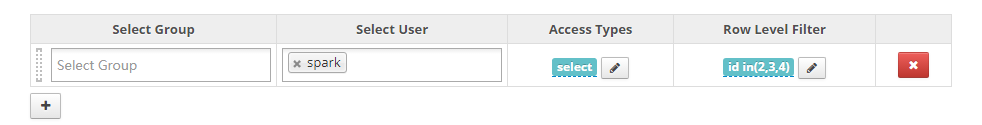 Select Group Select User Access Types Row Level Filter
Select Group × spark select id in(2,3,4)